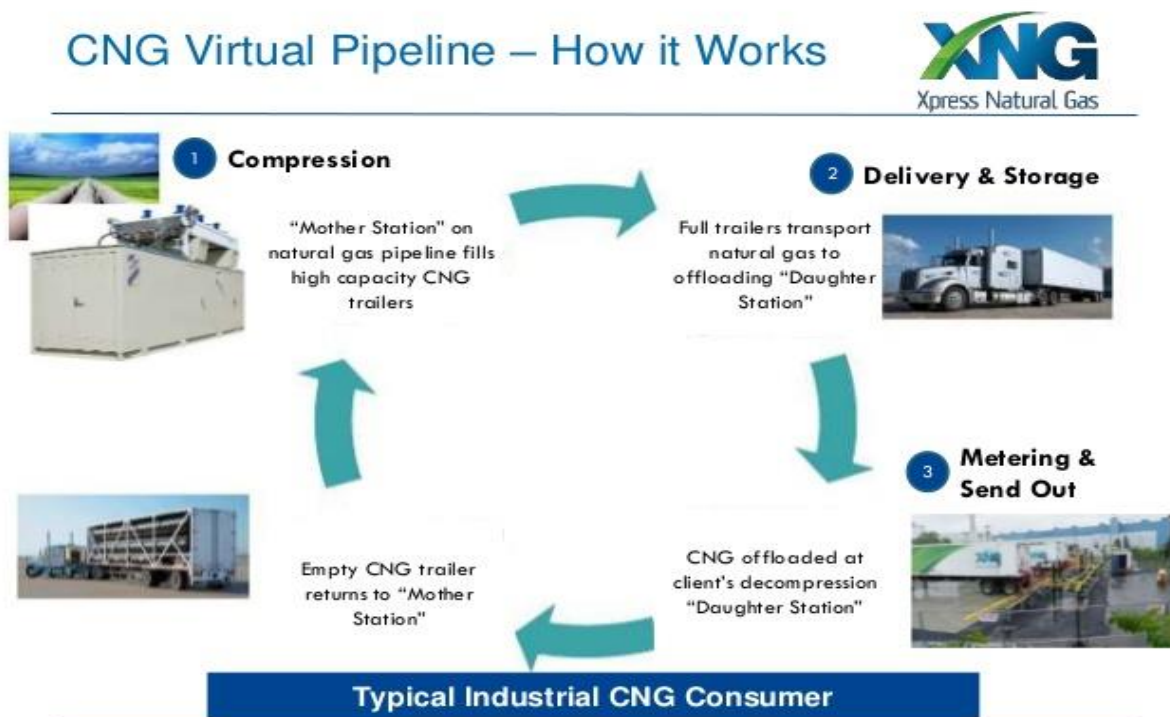 CNG Virtual Pipeline – How it Works
XNG
Xpress Natural Gas
1 Compression
“Mother Station” on
natural gas pipeline fills
high capacity CNG
trailers
2 Delivery & Storage
Full trailers transport
natural gas to
offloading “Daughter
Station”
3 Metering &
Send Out
XNG
CNG offloaded at
client's decompression
“Daughter Station”
Empty CNG trailer
returns to “Mother
Station”
Typical Industrial CNG Consumer